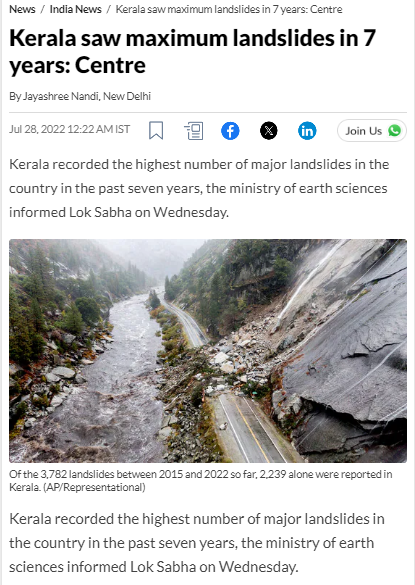 News / India News / Kerala saw maximum landslides in 7 years: Centre
Kerala saw maximum landslides in 7
years: Centre
By Jayashree Nandi, New Delhi
Jul 28, 2022 12:22 AM IST
Join Us
Kerala recorded the highest number of major landslides in the
country in the past seven years, the ministry of earth sciences
informed Lok Sabha on Wednesday.
Of the 3,782 landslides between 2015 and 2022 so far, 2,239 alone were reported in
Kerala. (AP/Representational)
Kerala recorded the highest number of major landslides in
the country in the past seven years, the ministry of earth
sciences informed Lok Sabha on Wednesday.